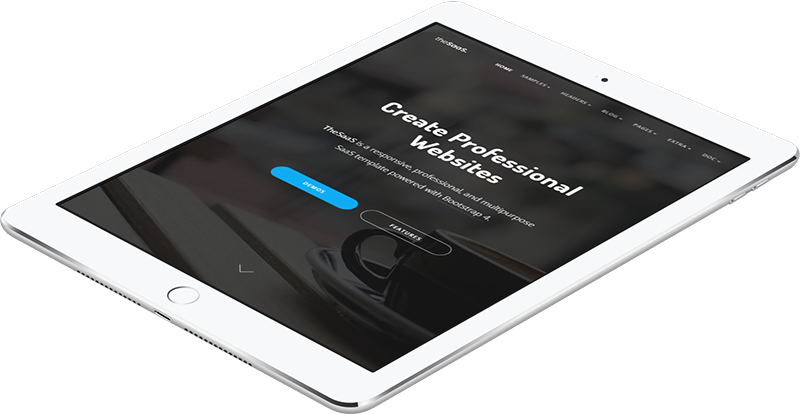 theSaaS.
HOME SAMPLES HEADERS BLOG PAGES EXTRA DOC
Create Professional
Websites
TheSaaS is a responsive, professional, and multipurpose
SaaS template powered with Bootstrap 4.
DEMOS
FEATURES